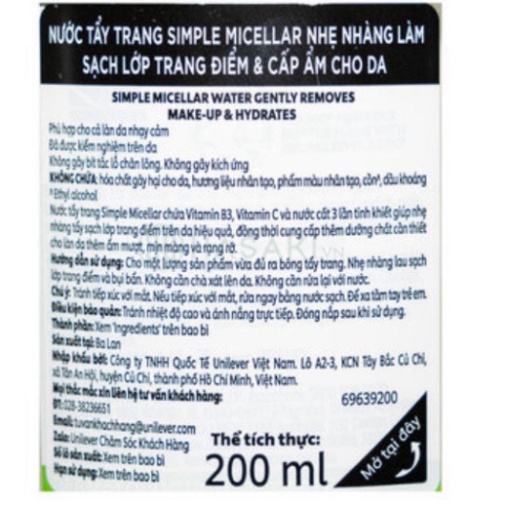 NƯỚC TẨY TRANG SIMPLE MICELLAR NHẸ NHÀNG LÀM
SẠCH LỚP TRANG ĐIỂM & CẤP ẨM CHO DA
SIMPLE MICELLAR WATER GENTLY REMOVES
MAKE-UP & HYDRATES
Phù hợp cho cả làn da nhạy cảm
Đã được kiểm nghiệm trên da
Không gây bít tắc lỗ chân lông. Không gây kích ứng
KHÔNG CHỨA: hóa chất gây hại cho da, hương liệu nhân tạo, phẩm màu nhân tạo, cồn², dầu khoáng
² Ethyl alcohol
Nước tẩy trang Simple Micellar chứa Vitamin B3, Vitamin C và nước cất 3 lần tinh khiết giúp nhẹ
nhàng tẩy sạch lớp trang điểm trên da hiệu quả, đồng thời cung cấp thêm dưỡng chất cần thiết
cho làn da thêm ẩm mượt, mịn màng và rạng rỡ.
Hướng dẫn sử dụng: Cho một lượng sản phẩm vừa đủ ra bông tẩy trang. Nhẹ nhàng lau sạch
lớp trang điểm và bụi bẩn. Không cần chà xát lên da. Không cần rửa lại với nước.
Chú ý: Tránh tiếp xúc với mắt. Nếu tiếp xúc với mắt, rửa ngay bằng nước sạch. Để xa tầm tay trẻ em.
Điều kiện bảo quản: Tránh nhiệt độ cao và ánh nắng trực tiếp. Đóng nắp sau khi sử dụng.
Thành phần: Xem 'Ingredients' trên bao bì
Sản xuất tại Ba Lan
Nhập khẩu bởi: Công ty TNHH Quốc Tế Unilever Việt Nam. Lô A2-3, KCN Tây Bắc Củ Chi,
xã Tân An Hội, huyện Củ Chi, thành phố Hồ Chí Minh, Việt Nam.
Mọi thắc mắc xin liên hệ tư vấn khách hàng:
69639200
ĐT: 028-38236651
Email: tuvankhachhang@unilever.com
Zalo: Unilever Chăm Sóc Khách Hàng
Số lô sản xuất: Xem trên bao bì
Hạn sử dụng: Xem trên bao bì
Thể tích thực:
200 ml
Mở tại đây